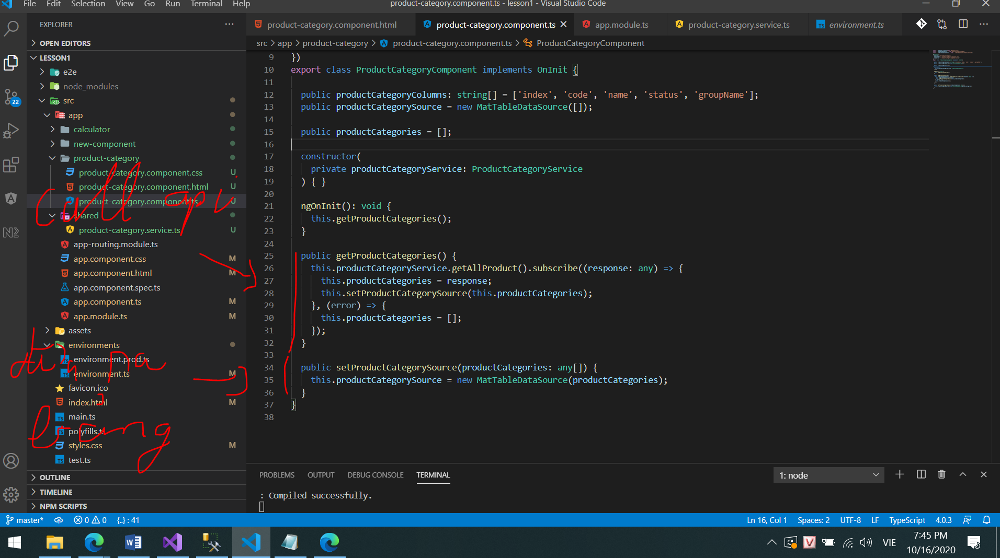 File Edit Selection View Go Run Terminal Help
product-category.component.ts - lesson1 - Visual Studio Code
EXPLORER
product-category.component.html
product-category.component.ts
app.module.ts
product-category.service.ts
environment.ts
src > app > product-category > product-category.component.ts > ProductCategoryComponent
OPEN EDITORS
LESSON1
e2e
node_modules
src
app
calculator
new-component
product-category
product-category.component.css U
product-category.component.html U
product-category.component.ts U
shared
product-category.service.ts U
app-routing.module.ts
app.component.css M
app.component.html M
app.component.spec.ts
app.component.ts M
app.module.ts M
assets
environments
environment.prod.ts
environment.ts M
favicon.ico
index.html M
main.ts
polyfills.ts
styles.css M
test.ts
OUTLINE
TIMELINE
NPM SCRIPTS
22
Call api
bang
9 })
10 export class ProductCategoryComponent implements OnInit {
11
12 public productCategoryColumns: string[] = ['index', 'code', 'name', 'status', 'groupName'];
13 public productCategorySource = new MatTableDataSource([]);
14
15 public productCategories = [];
16
17 constructor(
18 private productCategoryService: ProductCategoryService
19 ) { }
20
21 ngOnInit(): void {
22 this.getProductCategories();
23 }
24
25 public getProductCategories() {
26 this.productCategoryService.getAllProduct().subscribe((response: any) => {
27 this.productCategories = response;
28 this.setProductCategorySource(this.productCategories);
29 }, (error) => {
30 this.productCategories = [];
31 });
32 }
33
34 public setProductCategorySource(productCategories: any[]) {
35 this.productCategorySource = new MatTableDataSource(productCategories);
36 }
37 }
38
PROBLEMS OUTPUT DEBUG CONSOLE TERMINAL
1: node
: Compiled successfully.
master* 0 0 {..} : 41
Ln 16, Col 1 Spaces: 2 UTF-8 LF TypeScript 4.0.3
VIE
7:45 PM
10/16/2020